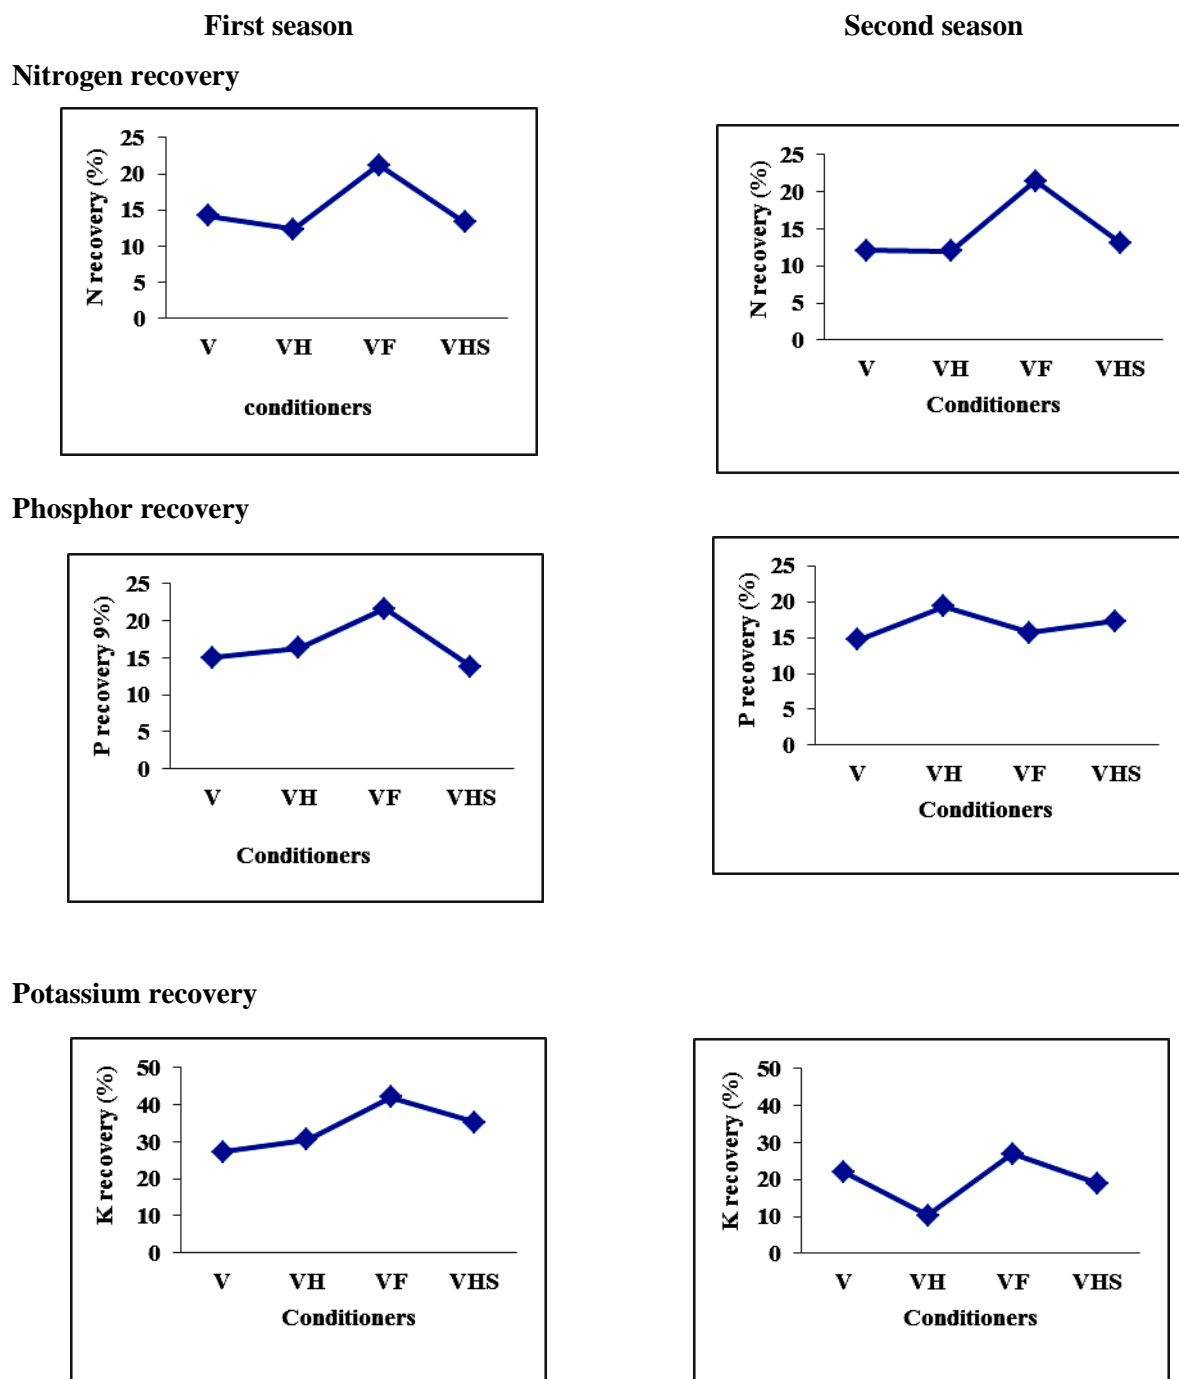 First season
Second season
Nitrogen recovery
N recovery (%)
25
20
15
10
5
0
V VH VF VHS
conditioners
N recovery (%)
25
20
15
10
5
0
V VH VF VHS
Conditioners
Phosphor recovery
P recovery 9%)
25
20
15
10
5
0
V VH VF VHS
Conditioners
P recovery (%)
25
20
15
10
5
0
V VH VF VHS
Conditioners
Potassium recovery
K recovery (%)
50
40
30
20
10
0
V VH VF VHS
Conditioners
K recovery (%)
50
40
30
20
10
0
V VH VF VHS
Conditioners